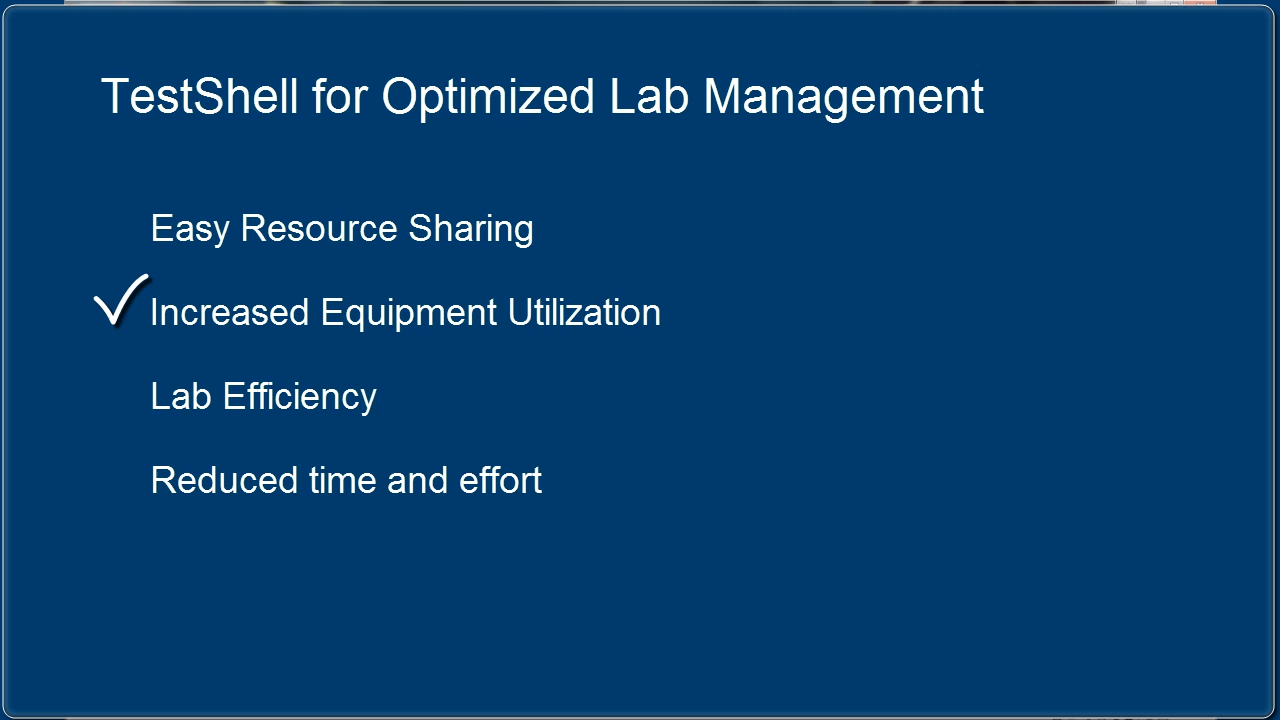 TestShell for Optimized Lab Management
Easy Resource Sharing
Increased Equipment Utilization
Lab Efficiency
Reduced time and effort